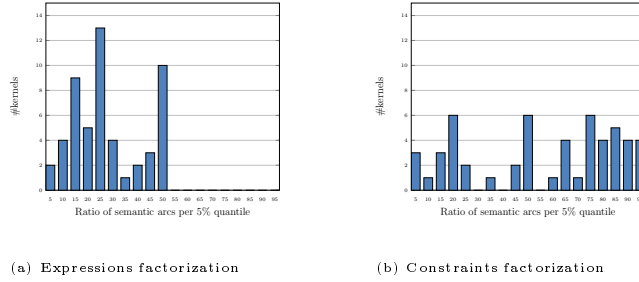 14
12
10
8
6
4
2
0
#kernels
5 10 15 20 25 30 35 40 45 50 55 60 65 70 75 80 85 90 95
Ratio of semantic arcs per 5% quantile
(a) Expressions factorization
14
12
10
8
6
4
2
0
#kernels
5 10 15 20 25 30 35 40 45 50 55 60 65 70 75 80 85 90
Ratio of semantic arcs per 5% quantile
(b) Constraints factorization